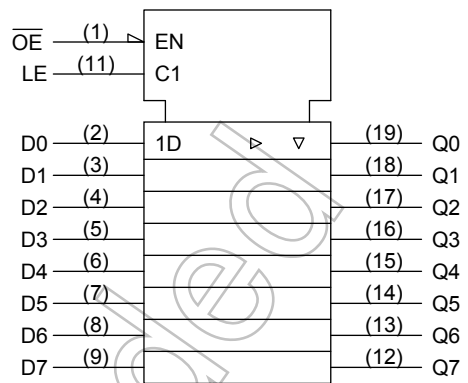 OE (1) EN
LE (11) C1
D0 (2) 1D (19) Q0
D1 (3) (18) Q1
D2 (4) (17) Q2
D3 (5) (16) Q3
D4 (6) (15) Q4
D5 (7) (14) Q5
D6 (8) (13) Q6
D7 (9) (12) Q7
ded